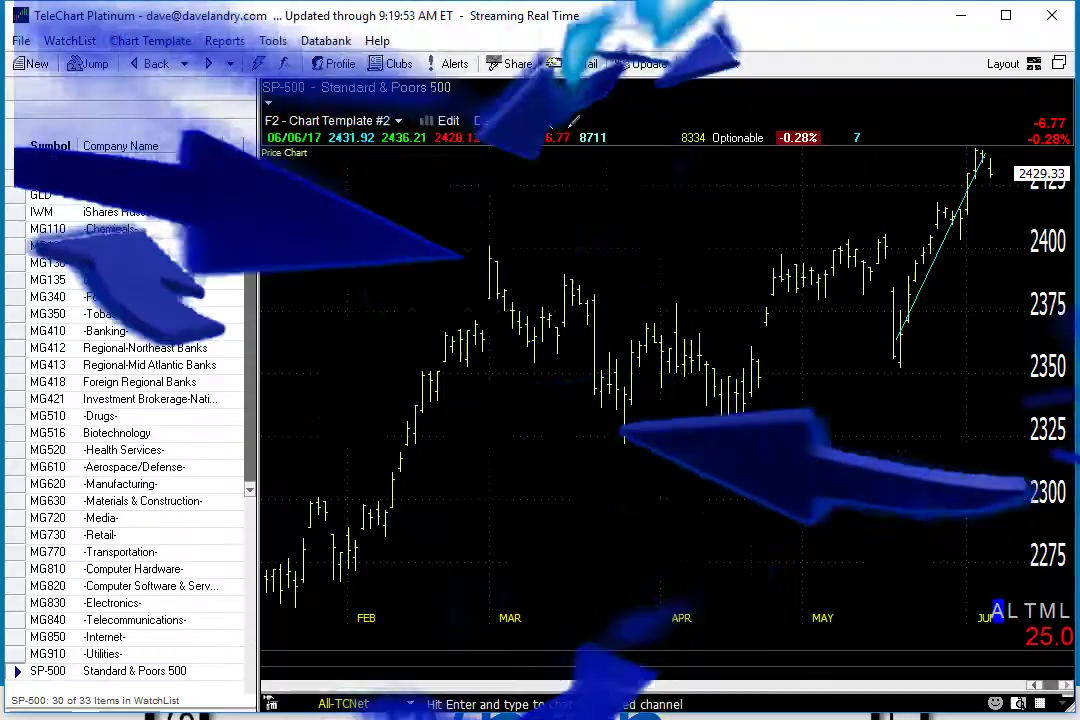 TeleChart Platinum - dave@davelandry.com ... Updated through 9:19:53 AM ET - Streaming Real Time
File WatchList Chart Template Reports Tools Databank Help
New Jump Back Profile Clubs Alerts Share Update Layout
SP-500 - Standard & Poors 500
F2 - Chart Template #2 Edit
06/06/17 2431.92 2436.21 2428.12 6.77 8711 8334 Optionable -0.28% 7
-6.77
-0.28%
Price Chart
Symbol Company Name
GLD
IWM iShares
MG110 -Chemicals-
MG135
MG340
MG350
MG410 -Banking-
MG412 Regional-Northeast Banks
MG413 Regional-Mid Atlantic Banks
MG418 Foreign Regional Banks
MG421 Investment Brokerage-Nati...
MG510 -Drugs-
MG516 Biotechnology
MG520 -Health Services-
MG610 -Aerospace/Defense-
MG620 -Manufacturing-
MG630 -Materials & Construction-
MG720 -Media-
MG730 -Retail-
MG770 -Transportation-
MG810 -Computer Hardware-
MG820 -Computer Software & Serv...
MG830 -Electronics-
MG840 -Telecommunications-
MG850 -Internet-
MG910 -Utilities-
SP-500 Standard & Poors 500
2429.33
2425
2400
2375
2350
2325
2300
2275
FEB MAR APR MAY JUN
A L T M L
25.0
SP-500: 30 of 33 Items in WatchList
All-TCNet Hit Enter and type to channel